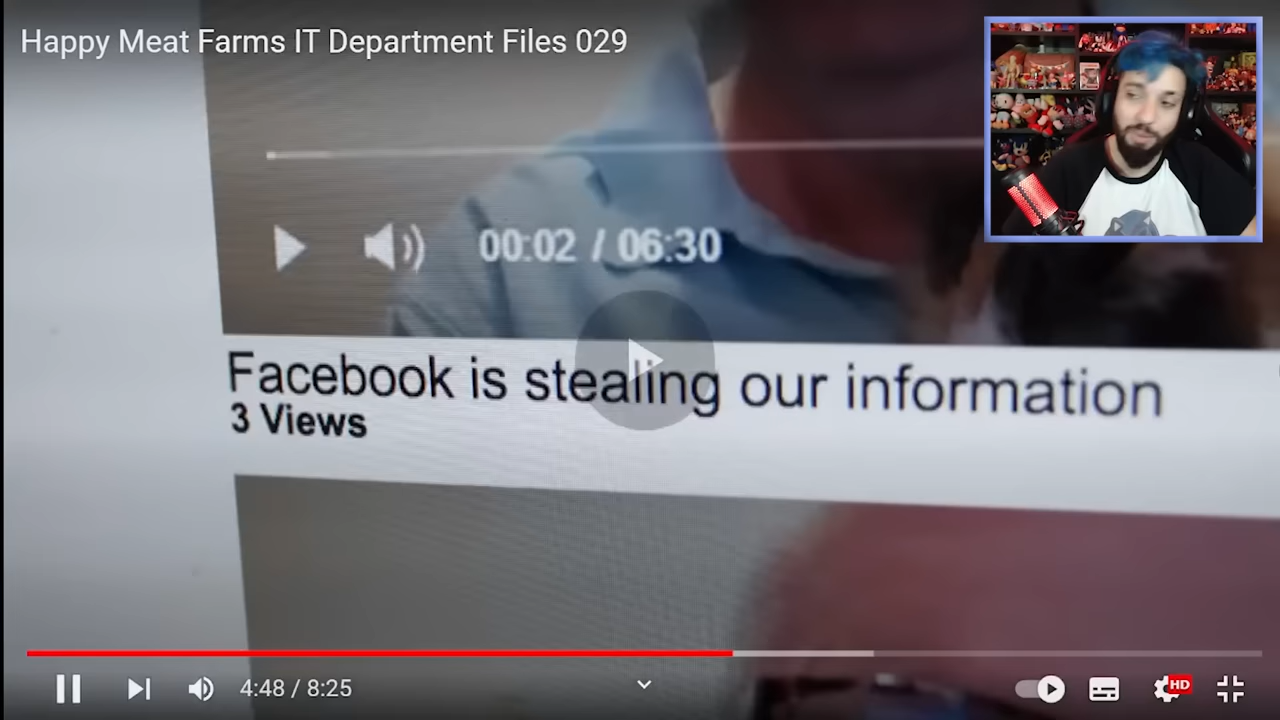 Happy Meat Farms IT Department Files 029
00:02 / 06:30
Facebook is stealing our information
3 Views
4:48 / 8:25
HD